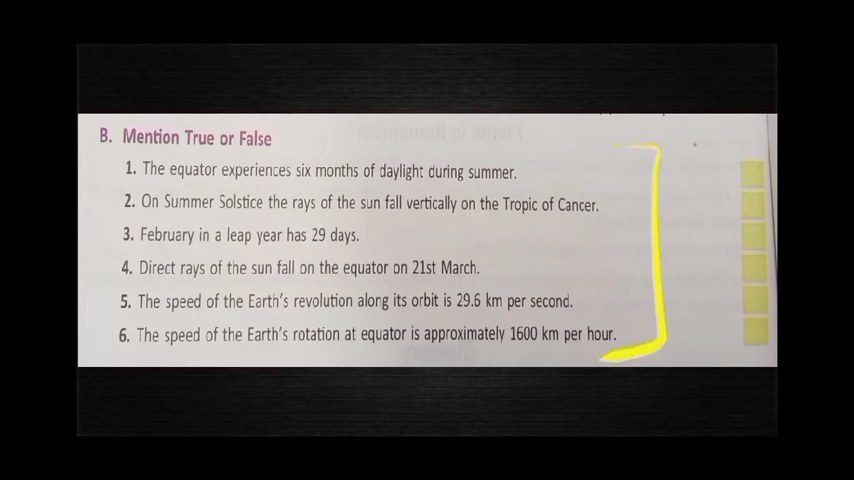 B. Mention True or False
1. The equator experiences six months of daylight during summer.
2. On Summer Solstice the rays of the sun fall vertically on the Tropic of Cancer.
3. February in a leap year has 29 days.
4. Direct rays of the sun fall on the equator on 21st March.
5. The speed of the Earth's revolution along its orbit is 29.6 km per second.
6. The speed of the Earth's rotation at equator is approximately 1600 km per hour.